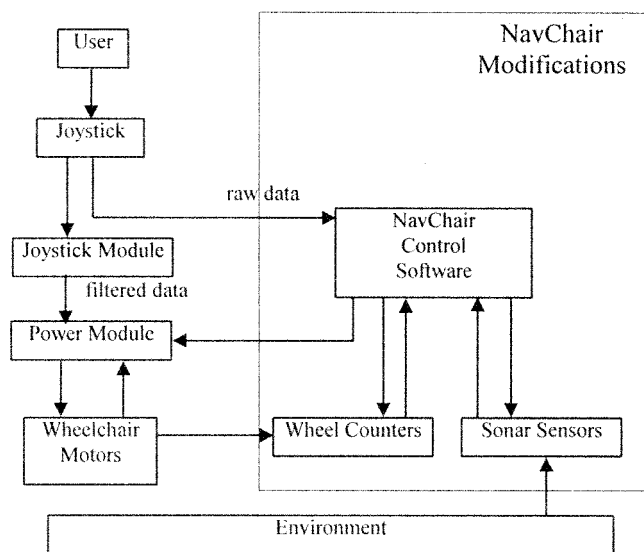 NavChair
Modifications
User
Joystick
raw data
NavChair
Control
Software
Joystick Module
filtered data
Power Module
Wheelchair
Motors
Wheel Counters
Sonar Sensors
Environment